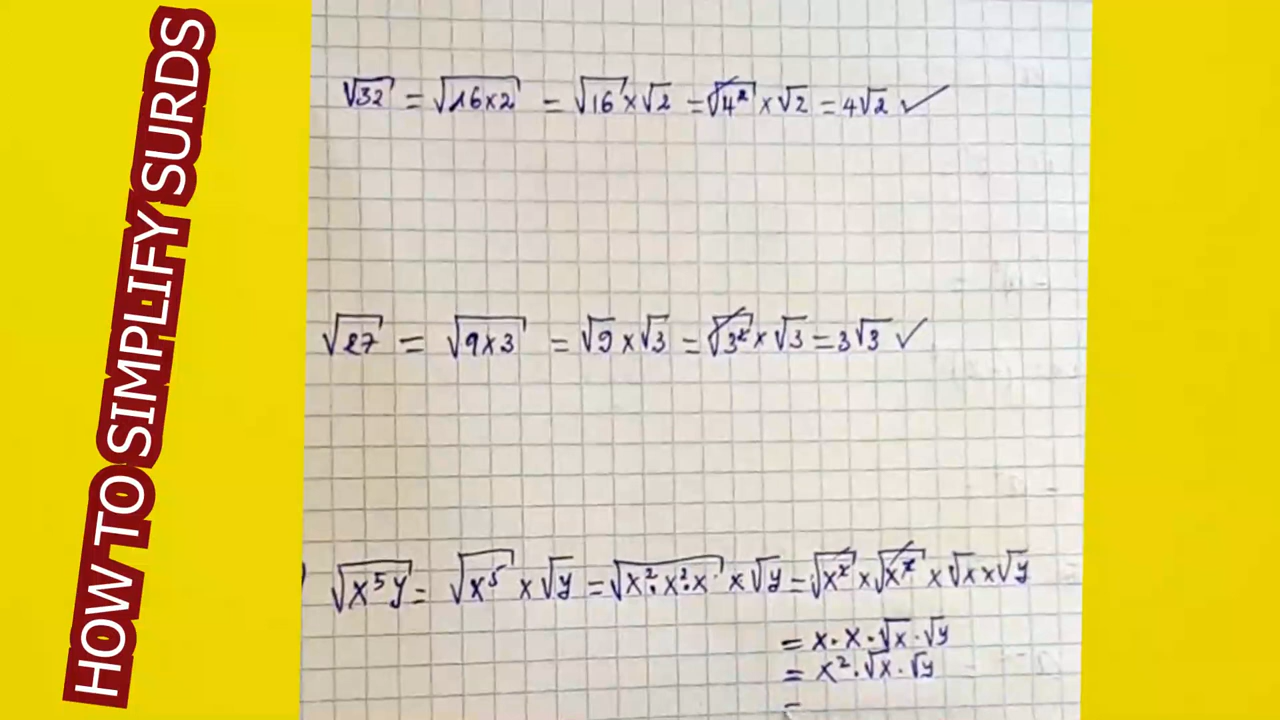 HOW TO SIMPLIFY SURDS
√32 = √16×2 = √16 × √2 = √4² × √2 = 4√2 ✓
√27 = √9×3 = √9 × √3 = √3² × √3 = 3√3 ✓
√x⁵y = √x⁵ × √y = √x²·x²·x × √y = √x² × √x² × √x × √y
= x·x·√x·√y
= x²·√x·√y
=